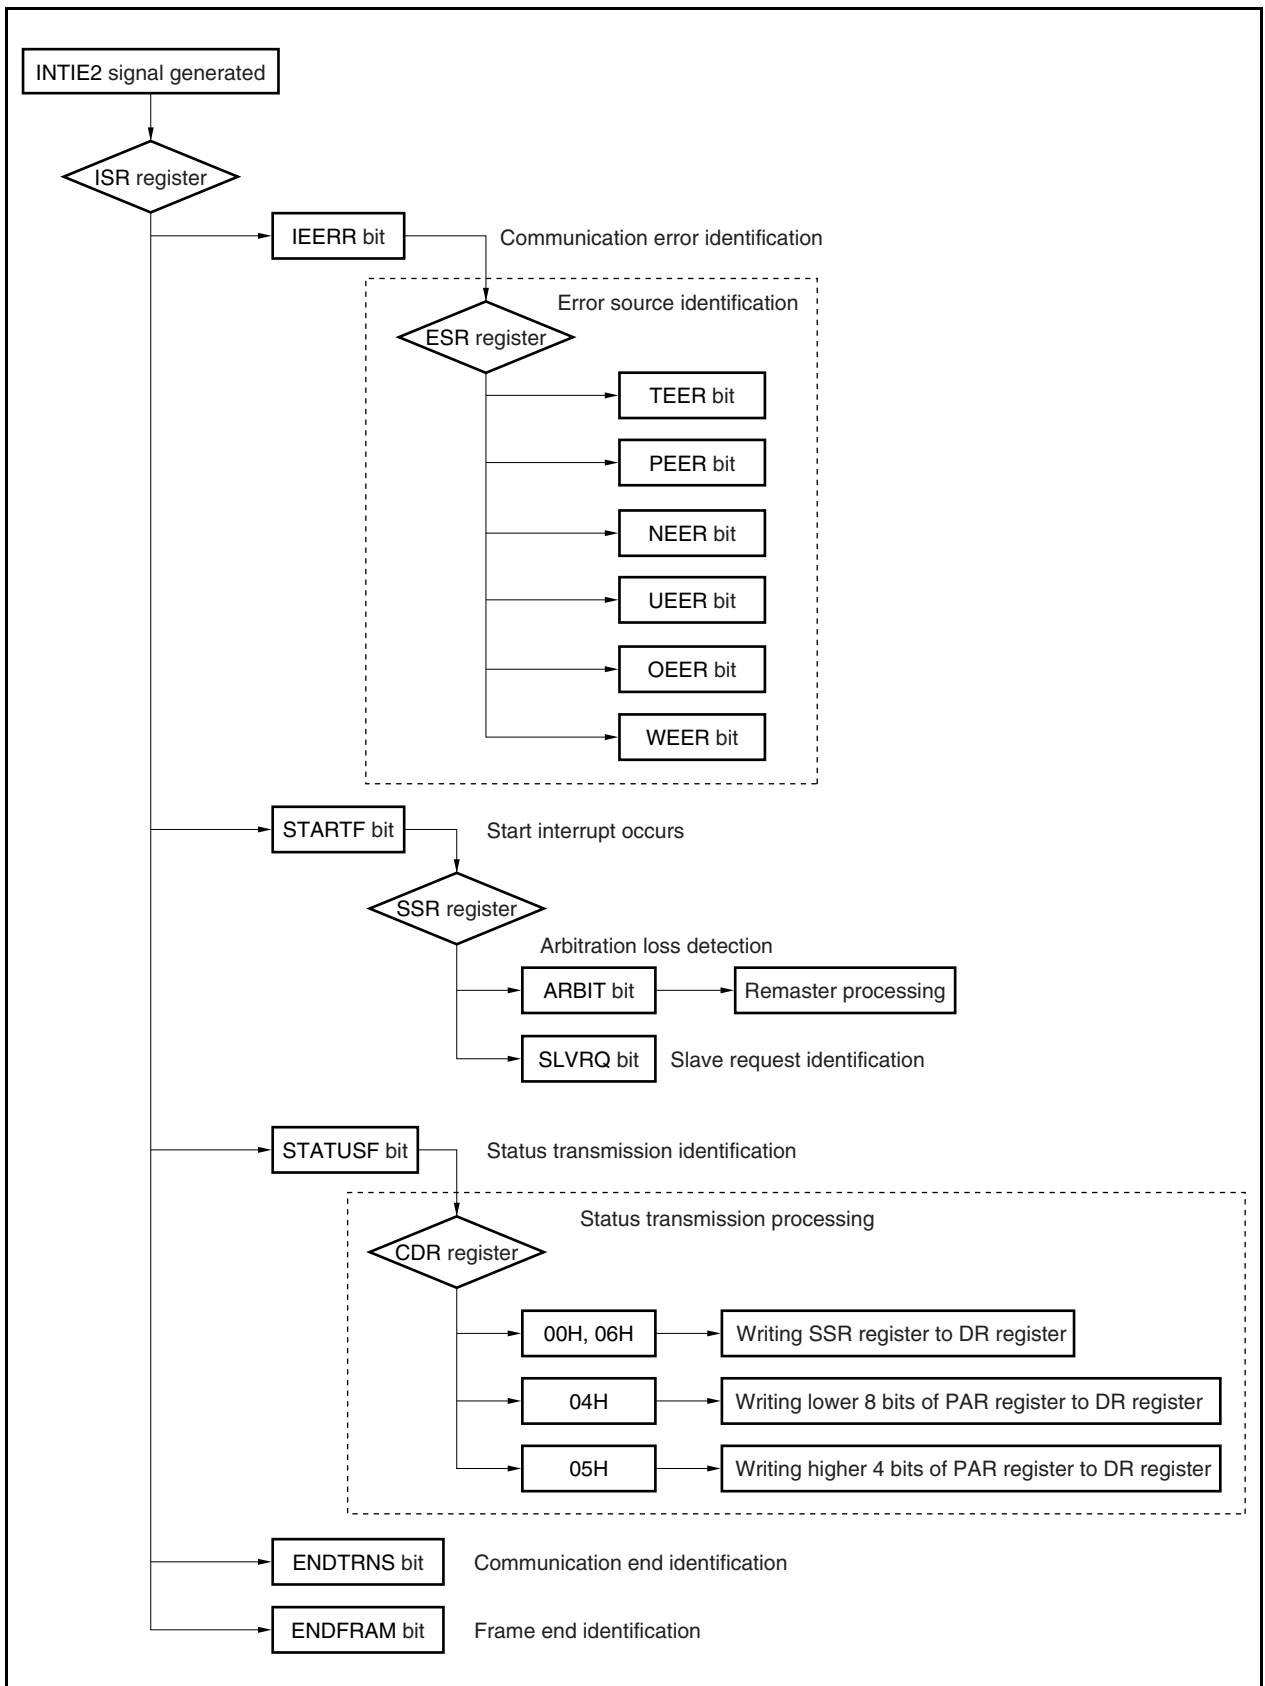 INTIE2 signal generated
ISR register
IEERR bit
Communication error identification
Error source identification
ESR register
TEER bit
PEER bit
NEER bit
UEER bit
OEER bit
WEER bit
STARTF bit
Start interrupt occurs
SSR register
Arbitration loss detection
ARBIT bit
Remaster processing
SLVRQ bit
Slave request identification
STATUSF bit
Status transmission identification
Status transmission processing
CDR register
00H, 06H
Writing SSR register to DR register
04H
Writing lower 8 bits of PAR register to DR register
05H
Writing higher 4 bits of PAR register to DR register
ENDTRNS bit
Communication end identification
ENDFRAM bit
Frame end identification